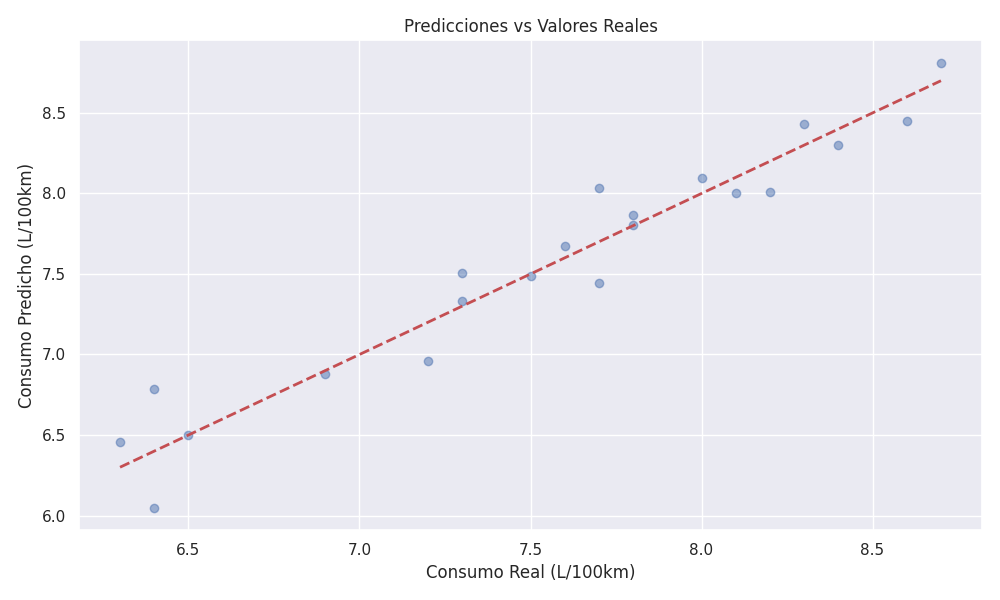 Predicciones vs Valores Reales
Consumo Predicho (L/100km)
8.5
8.0
7.5
7.0
6.5
6.0
6.5 7.0 7.5 8.0 8.5
Consumo Real (L/100km)